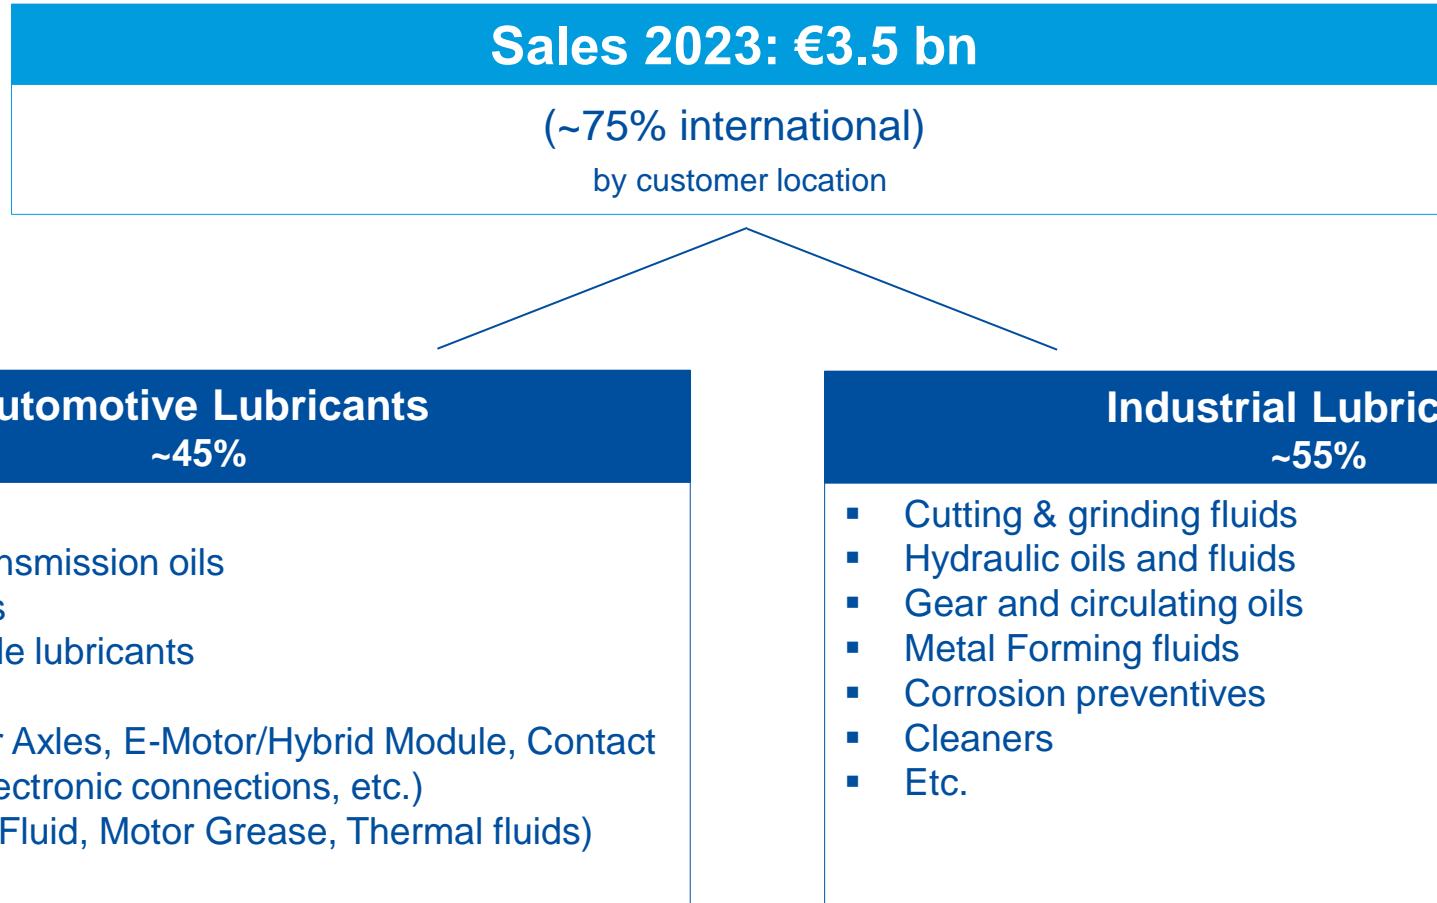 Sales 2023: €3.5 bn
(~75% international)
by customer location
utomotive Lubricants
~45%
nsmission oils
s
le lubricants
r Axles, E-Motor/Hybrid Module, Contact
ectronic connections, etc.)
Fluid, Motor Grease, Thermal fluids)
Industrial Lubric
~55%
▪ Cutting & grinding fluids
▪ Hydraulic oils and fluids
▪ Gear and circulating oils
▪ Metal Forming fluids
▪ Corrosion preventives
▪ Cleaners
▪ Etc.